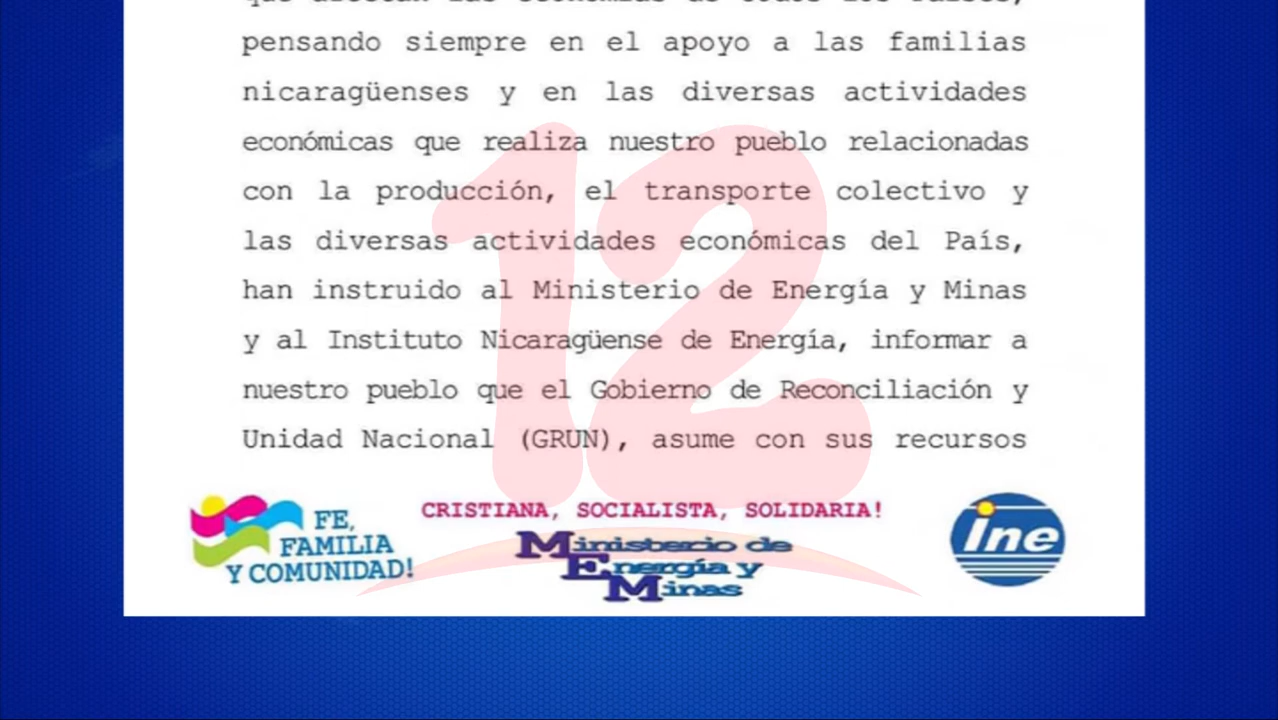 pensando siempre en el apoyo a las familias
nicaragüenses y en las diversas actividades
económicas que realiza nuestro pueblo relacionadas
con la producción, el transporte colectivo y
las diversas actividades económicas del País,
han instruido al Ministerio de Energía y Minas
y al Instituto Nicaragüense de Energía, informar a
nuestro pueblo que el Gobierno de Reconciliación y
Unidad Nacional (GRUN), asume con sus recursos
12
CRISTIANA, SOCIALISTA, SOLIDARIA!
FE,
FAMILIA
Y COMUNIDAD!
Ministerio de
Energía y
Minas
Ine